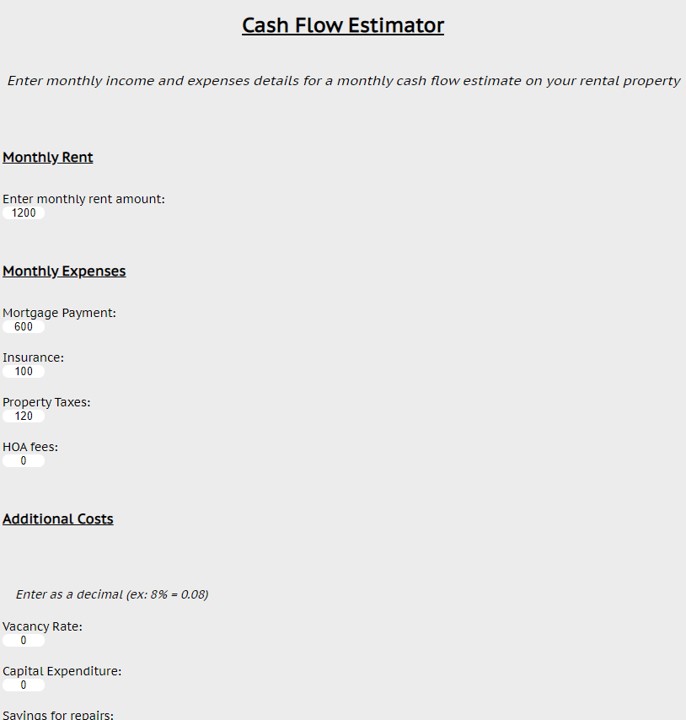 Cash Flow Estimator
Enter monthly income and expenses details for a monthly cash flow estimate on your rental property
Monthly Rent
Enter monthly rent amount:
1200
Monthly Expenses
Mortgage Payment:
600
Insurance:
100
Property Taxes:
120
HOA fees:
0
Additional Costs
Enter as a decimal (ex: 8% = 0.08)
Vacancy Rate:
0
Capital Expenditure:
0
Savings for repairs: